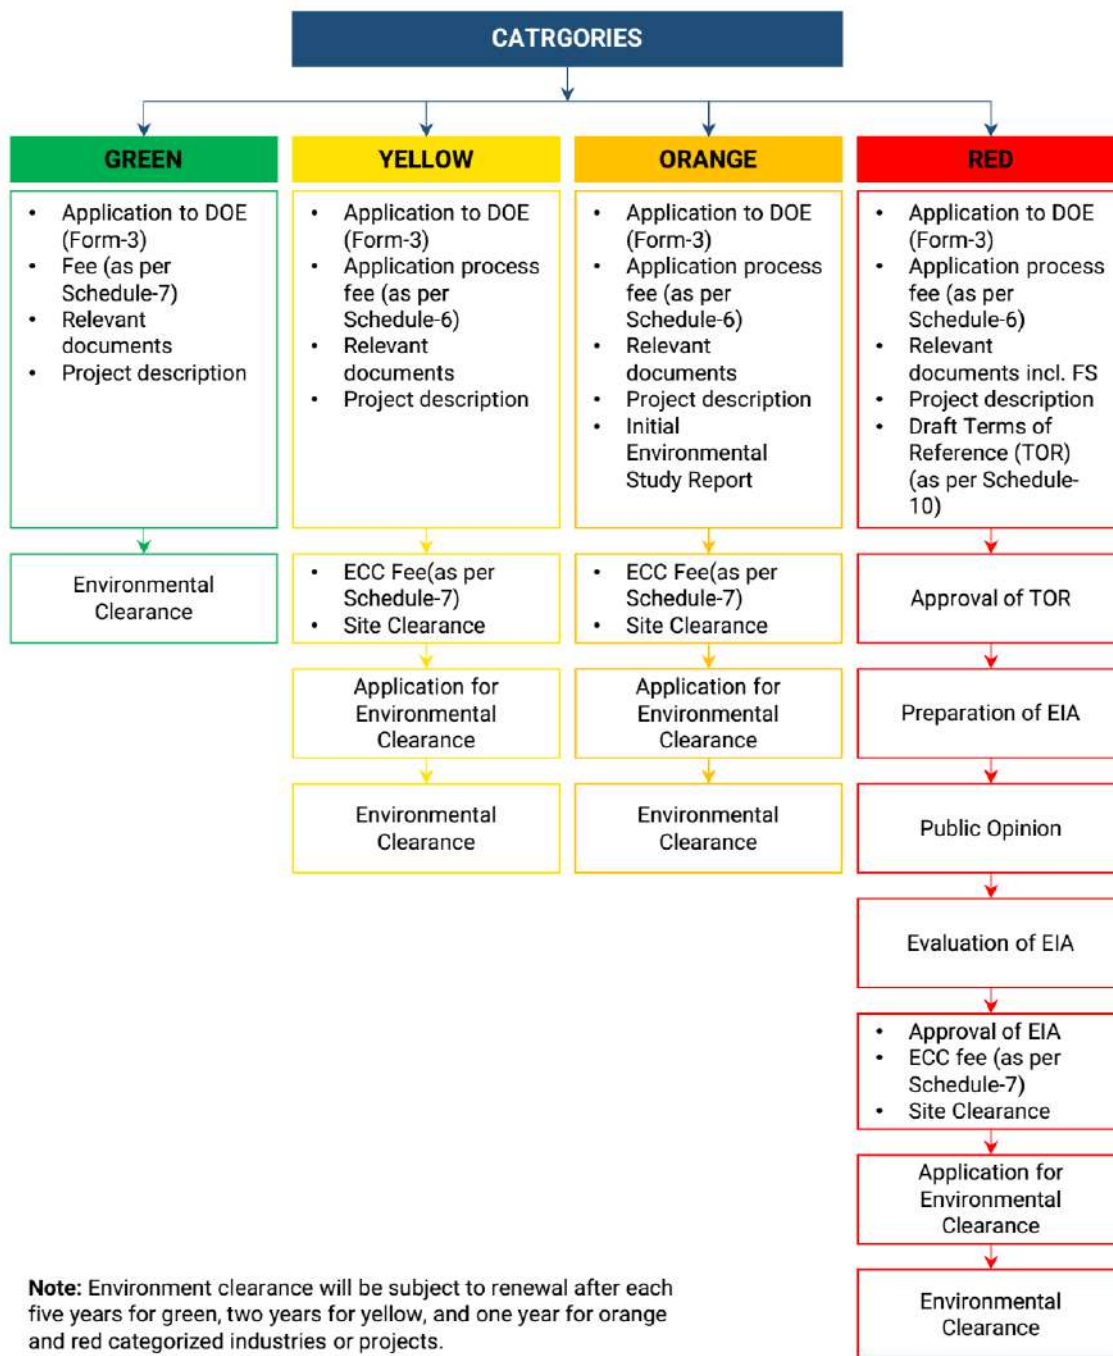 CATRGORIES
GREEN
• Application to DOE
(Form-3)
• Fee (as per
Schedule-7)
• Relevant
documents
• Project description
Environmental
Clearance
YELLOW
• Application to DOE
(Form-3)
• Application process
fee (as per
Schedule-6)
• Relevant
documents
• Project description
• ECC Fee(as per
Schedule-7)
• Site Clearance
Application for
Environmental
Clearance
Environmental
Clearance
ORANGE
• Application to DOE
(Form-3)
• Application process
fee (as per
Schedule-6)
• Relevant
documents
• Project description
• Initial
Environmental
Study Report
• ECC Fee(as per
Schedule-7)
• Site Clearance
Application for
Environmental
Clearance
Environmental
Clearance
RED
• Application to DOE
(Form-3)
• Application process
fee (as per
Schedule-6)
• Relevant
documents incl. FS
• Project description
• Draft Terms of
Reference (TOR)
(as per Schedule-
10)
Approval of TOR
Preparation of EIA
Public Opinion
Evaluation of EIA
• Approval of EIA
• ECC fee (as per
Schedule-7)
• Site Clearance
Application for
Environmental
Clearance
Environmental
Clearance
Note: Environment clearance will be subject to renewal after each
five years for green, two years for yellow, and one year for orange
and red categorized industries or projects.